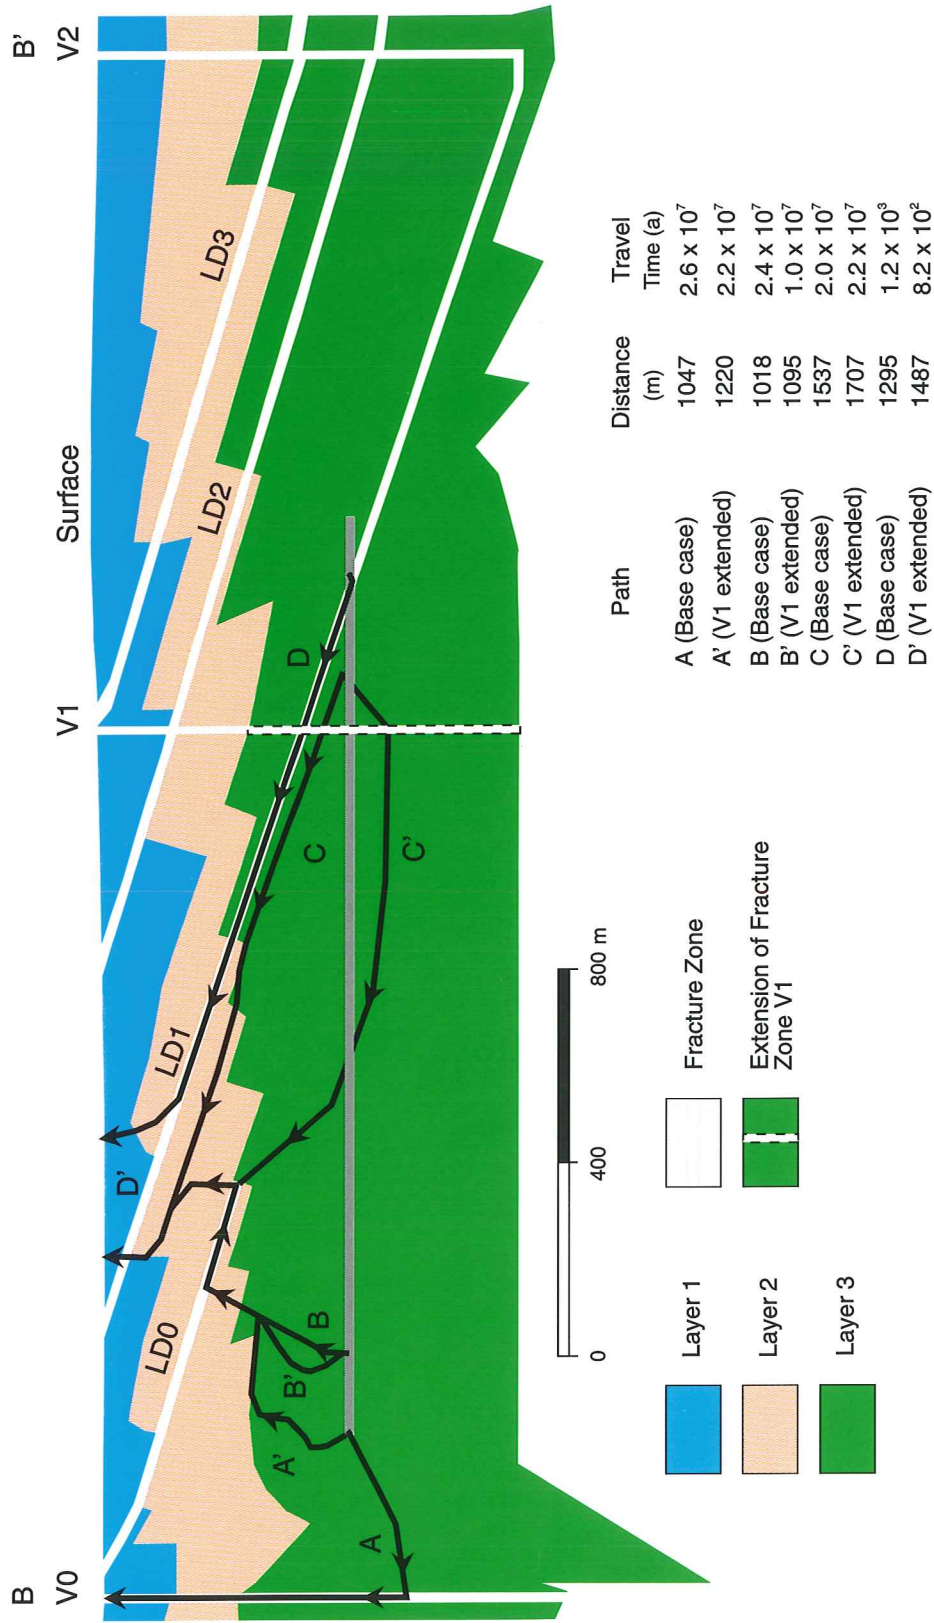 B
B'
V0
V1
Surface
V2
LD0
LD1
LD2
LD3
D'
D
C
C'
B
B'
A'
A
0
400
800 m
Layer 1
Layer 2
Layer 3
Fracture Zone
Extension of Fracture
Zone V1
Path
Distance
(m)
Travel
Time (a)
A (Base case) 1047 2.6 x 10⁷
A' (V1 extended) 1220 2.2 x 10⁷
B (Base case) 1018 2.4 x 10⁷
B' (V1 extended) 1095 1.0 x 10⁷
C (Base case) 1537 2.0 x 10⁷
C' (V1 extended) 1707 2.2 x 10⁷
D (Base case) 1295 1.2 x 10³
D' (V1 extended) 1487 8.2 x 10²